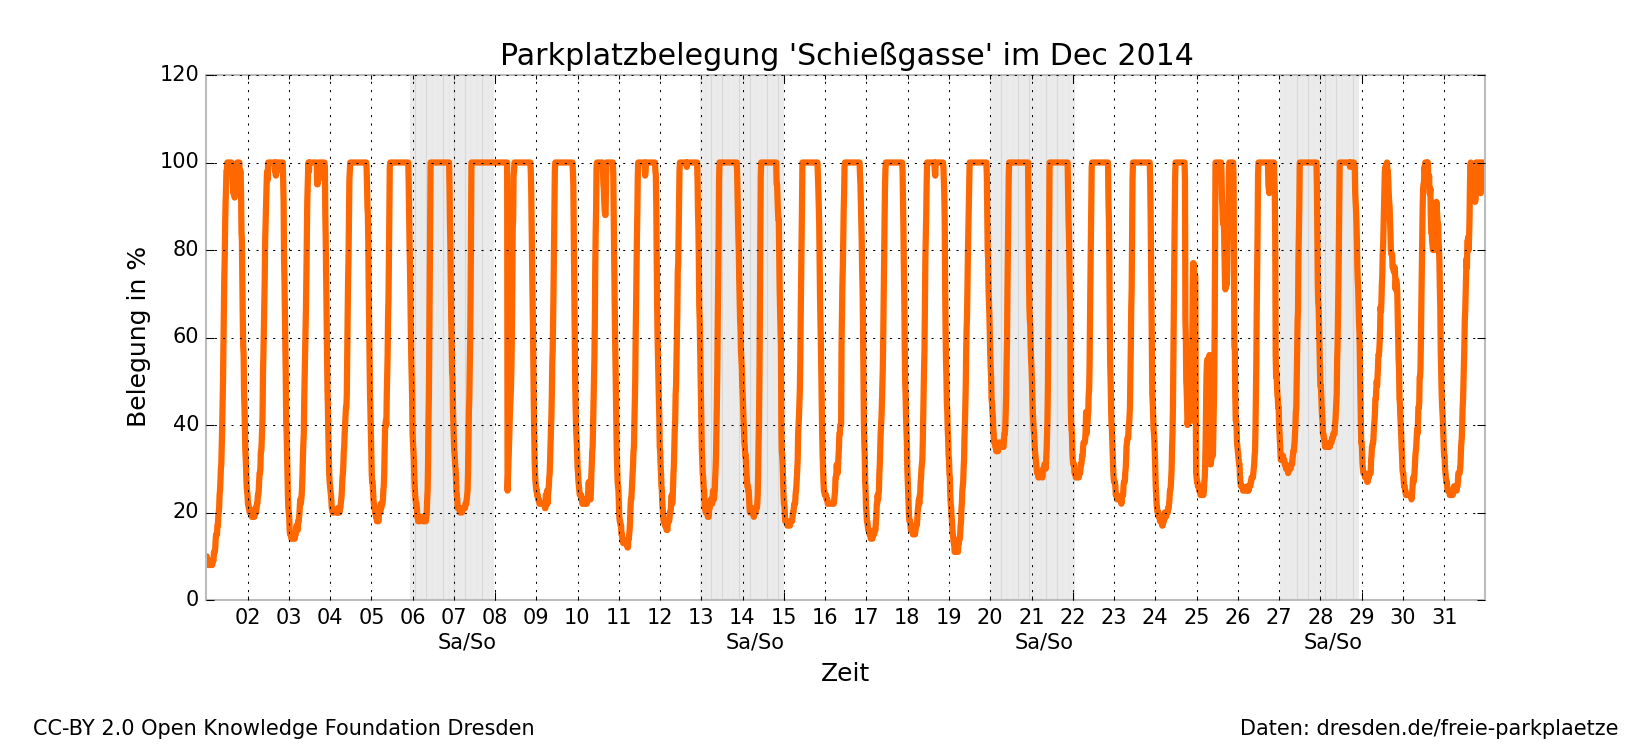 Parkplatzbelegung 'Schießgasse' im Dec 2014
120
100
80
60
40
20
0
Belegung in %
02 03 04 05 06 07 08 09 10 11 12 13 14 15 16 17 18 19 20 21 22 23 24 25 26 27 28 29 30 31
Sa/So Sa/So Sa/So Sa/So
Zeit
CC-BY 2.0 Open Knowledge Foundation Dresden
Daten: dresden.de/freie-parkplaetze